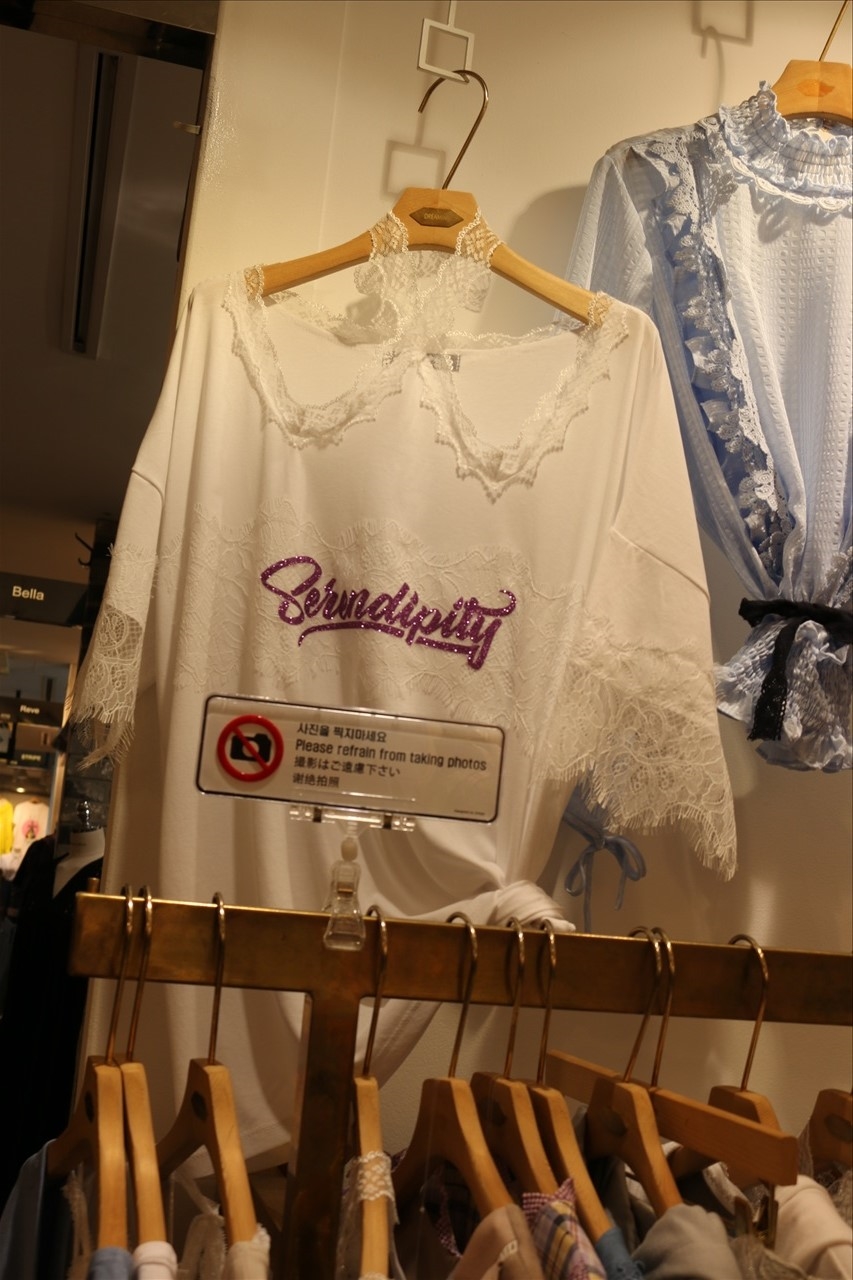 Serendipity
사진을 찍지마세요
Please refrain from taking photos
撮影はご遠慮下さい
谢绝拍照
Bella
Reve